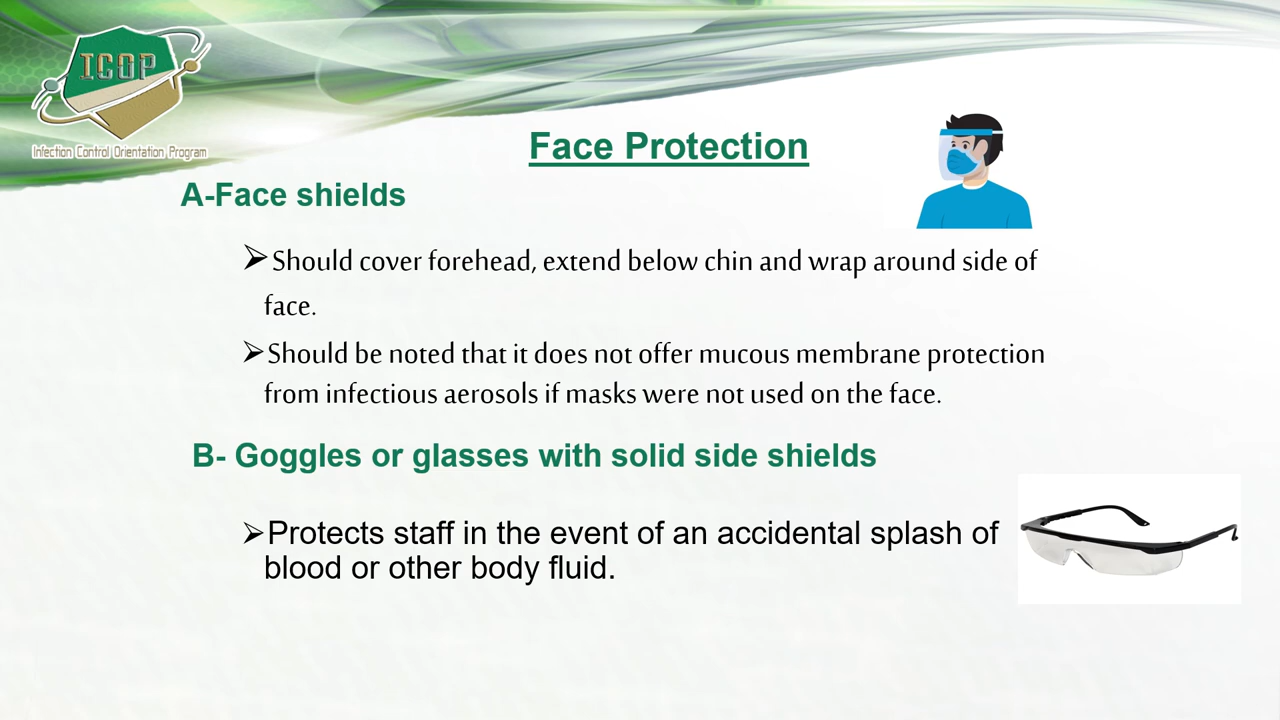 ICOP
Infection Control Orientation Program
Face Protection
A-Face shields
➢Should cover forehead, extend below chin and wrap around side of
face.
➢Should be noted that it does not offer mucous membrane protection
from infectious aerosols if masks were not used on the face.
B- Goggles or glasses with solid side shields
➢Protects staff in the event of an accidental splash of
blood or other body fluid.